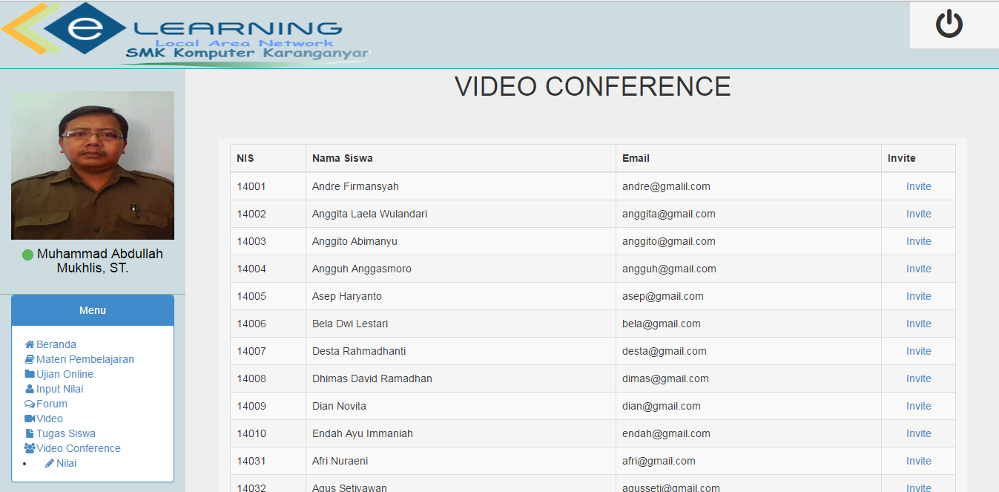 e LEARNING
Local Area Network
SMK Komputer Karanganyar
VIDEO CONFERENCE
Muhammad Abdullah
Mukhlis, ST.
Menu
Beranda
Materi Pembelajaran
Ujian Online
Input Nilai
Forum
Video
Tugas Siswa
Video Conference
Nilai
NIS Nama Siswa Email Invite
14001 Andre Firmansyah andre@gmalil.com Invite
14002 Anggita Laela Wulandari anggita@gmail.com Invite
14003 Anggito Abimanyu anggito@gmail.com Invite
14004 Angguh Anggasmoro angguh@gmail.com Invite
14005 Asep Haryanto asep@gmail.com Invite
14006 Bela Dwi Lestari bela@gmail.com Invite
14007 Desta Rahmadhanti desta@gmail.com Invite
14008 Dhimas David Ramadhan dimas@gmail.com Invite
14009 Dian Novita dian@gmail.com Invite
14010 Endah Ayu Immaniah endah@gmail.com Invite
14031 Afri Nuraeni afri@gmail.com Invite
14032 Agus Setiyawan agusseti@gmail.com Invite